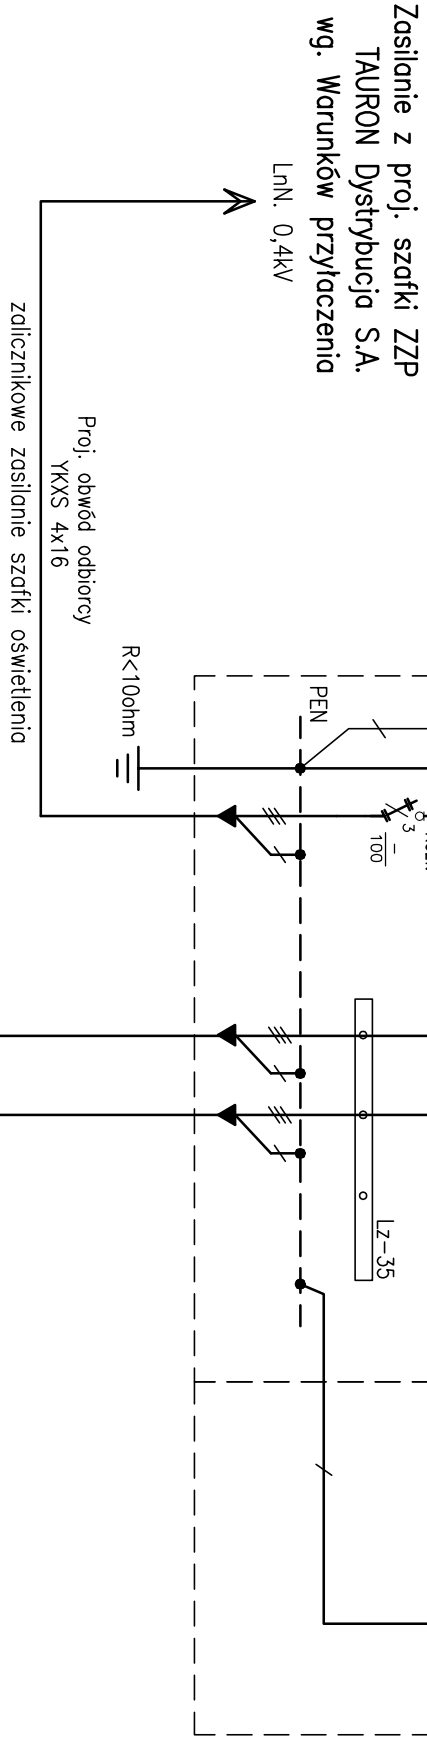 Zasilanie z proj. szafki ZZP
TAURON Dystrybucja S.A.
wg. Warunków przyłaczenia
LnN. 0,4kV
Proj. obwód odbiorcy
YKXS 4x16
zalicznikowe zasilanie szafki oświetlenia
R<10ohm
PEN
3
–
100
Lz-35